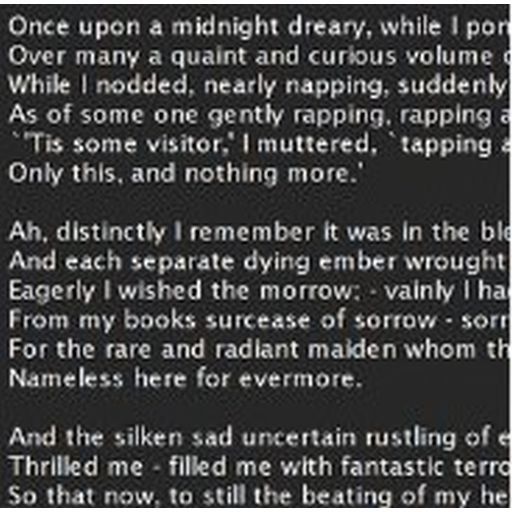 Once upon a midnight dreary, while I pon
Over many a quaint and curious volume
While I nodded, nearly napping, suddenly
As of some one gently rapping, rapping a
`'Tis some visitor,' I muttered, `tapping a
Only this, and nothing more.'

Ah, distinctly I remember it was in the ble
And each separate dying ember wrought
Eagerly I wished the morrow; - vainly I ha
From my books surcease of sorrow - sorr
For the rare and radiant maiden whom th
Nameless here for evermore.

And the silken sad uncertain rustling of e
Thrilled me - filled me with fantastic terro
So that now, to still the beating of my he